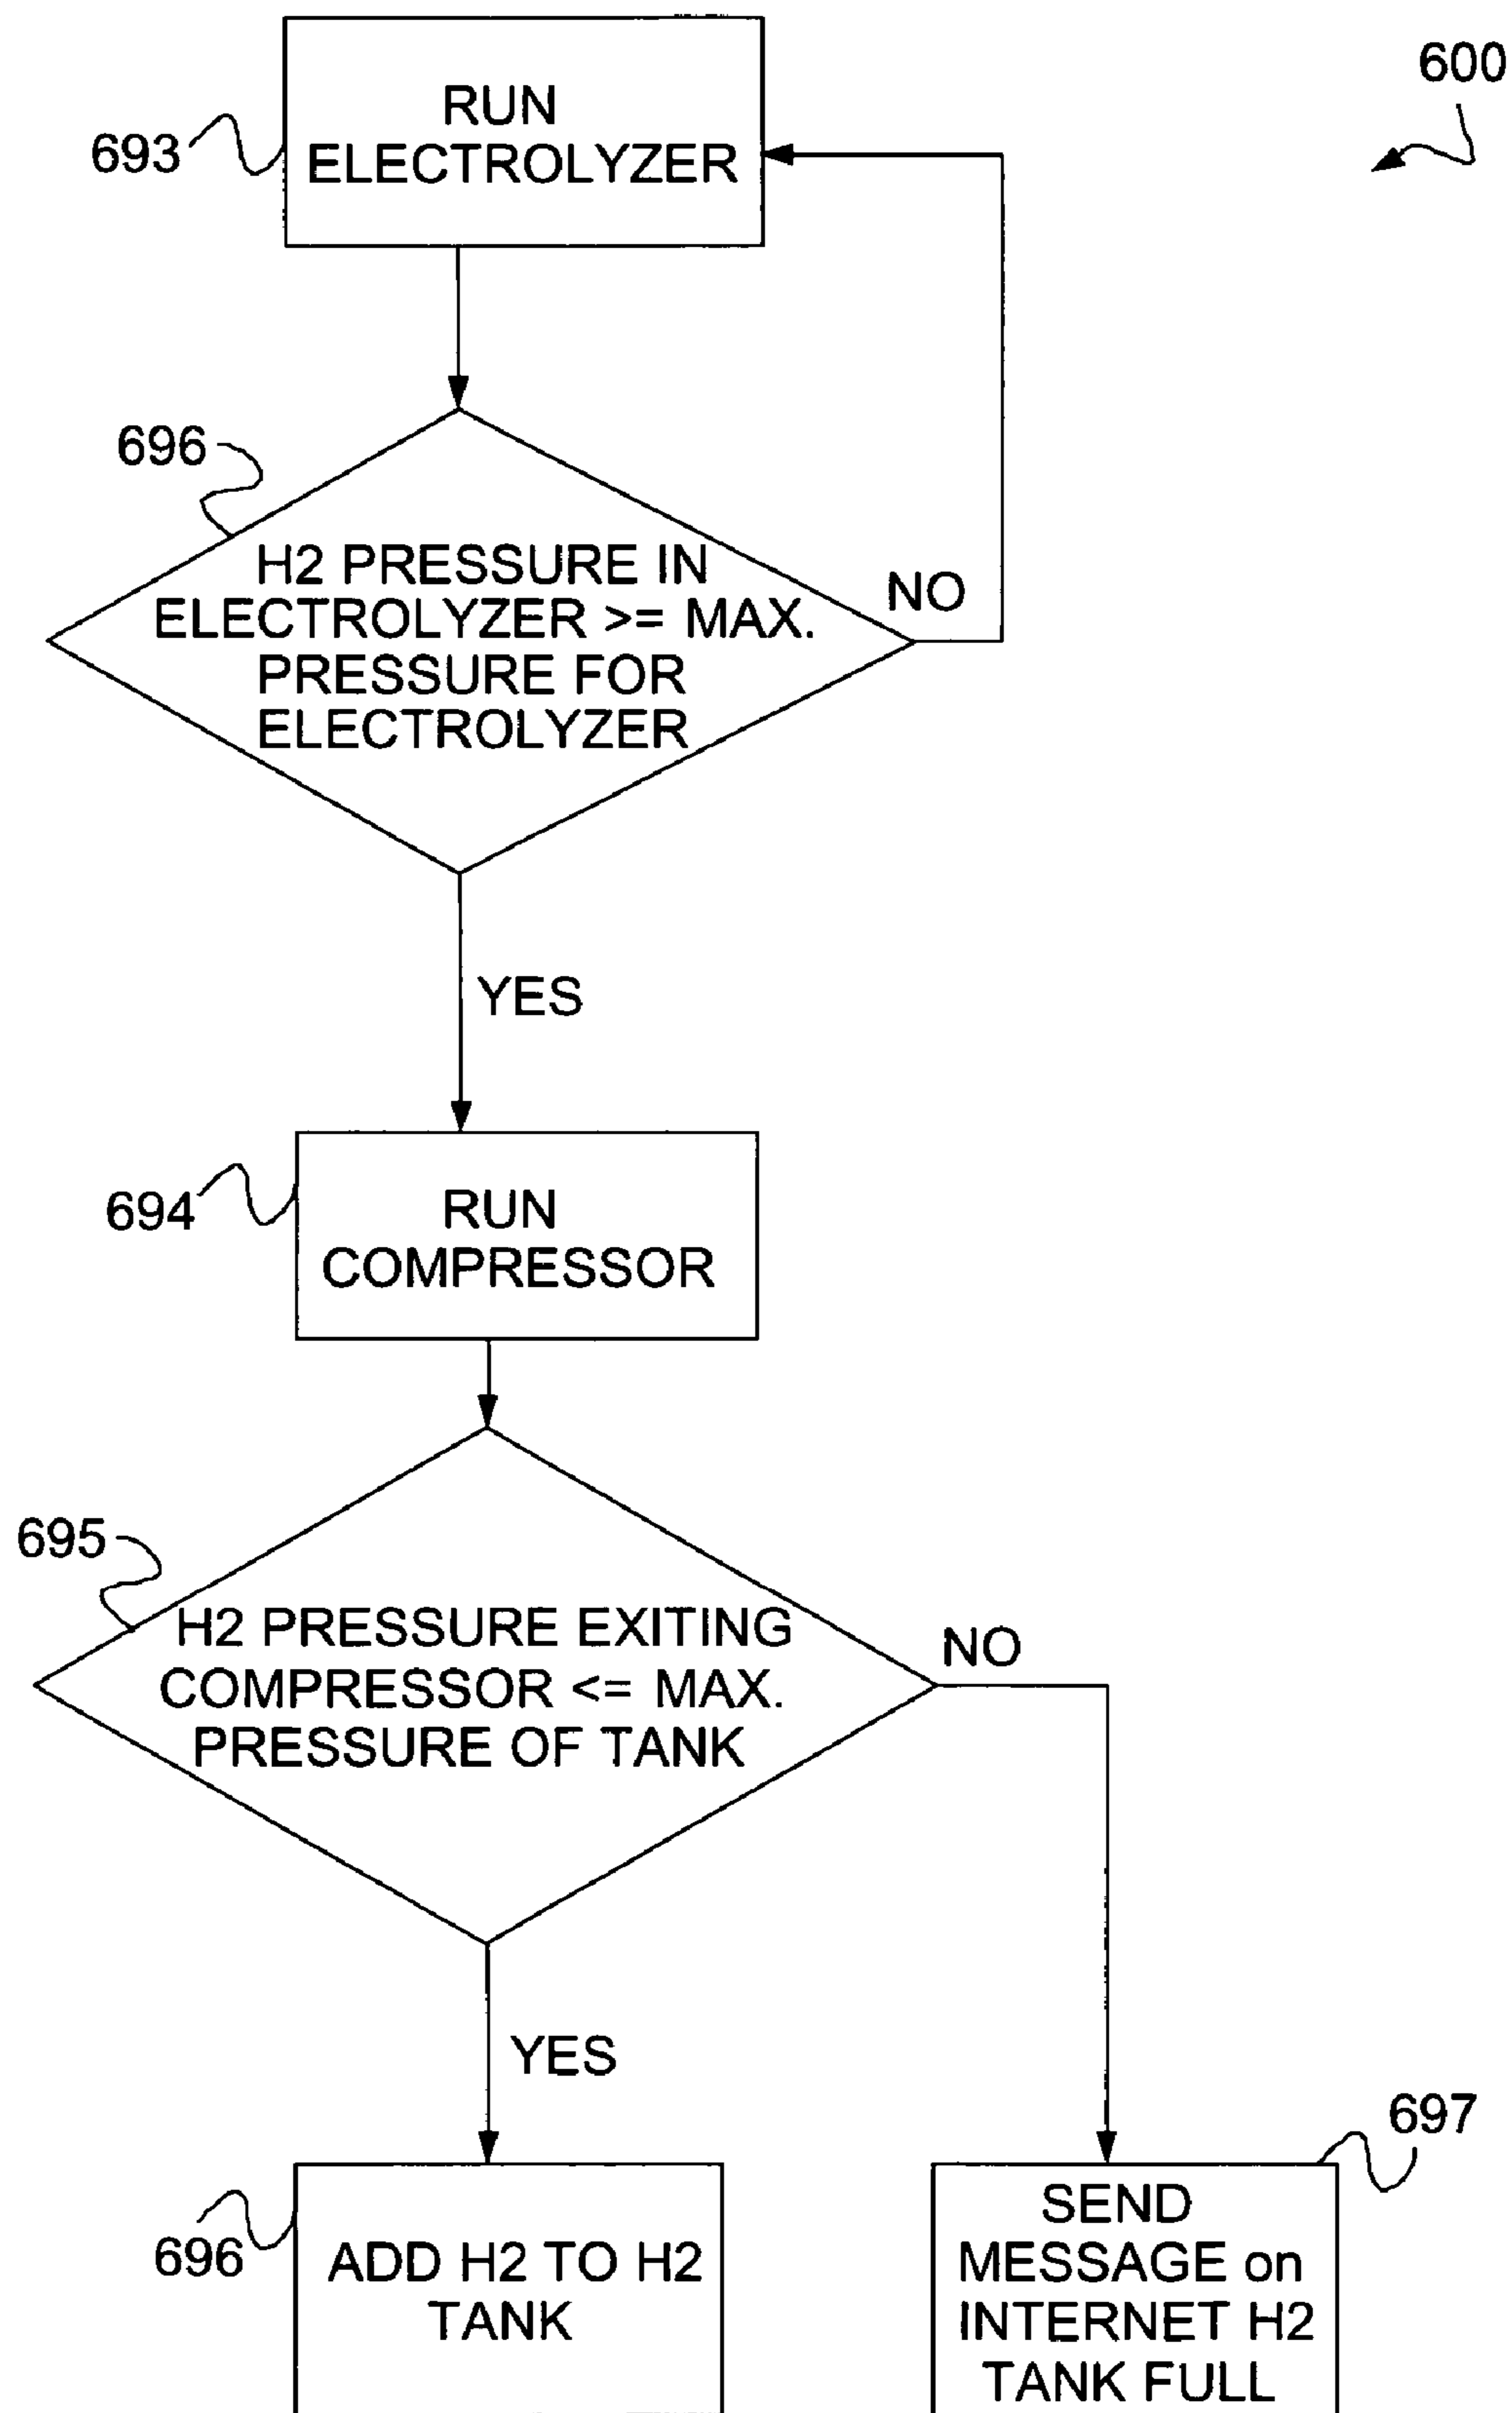 600
693
RUN
ELECTROLYZER
696
H2 PRESSURE IN
ELECTROLYZER >= MAX.
PRESSURE FOR
ELECTROLYZER
NO
YES
694
RUN
COMPRESSOR
695
H2 PRESSURE EXITING
COMPRESSOR <= MAX.
PRESSURE OF TANK
NO
YES
696
ADD H2 TO H2
TANK
697
SEND
MESSAGE on
INTERNET H2
TANK FULL